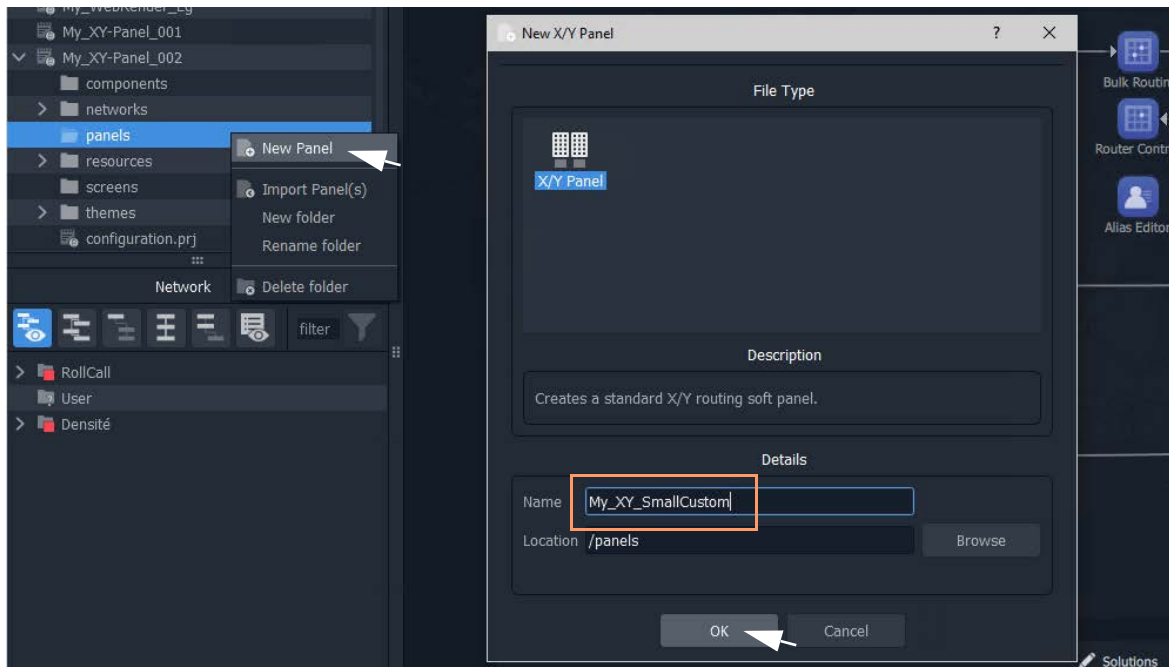 My_WebRender_Eg
My_XY-Panel_001
My_XY-Panel_002
components
networks
panels
resources
screens
themes
configuration.prj
New Panel
Import Panel(s)
New folder
Rename folder
Delete folder
Network
filter
RollCall
User
Densité
New X/Y Panel
?
File Type
X/Y Panel
Description
Creates a standard X/Y routing soft panel.
Details
Name My_XY_SmallCustom
Location /panels Browse
OK Cancel
Bulk Routin
Router Contr
Alias Editor
Solutions